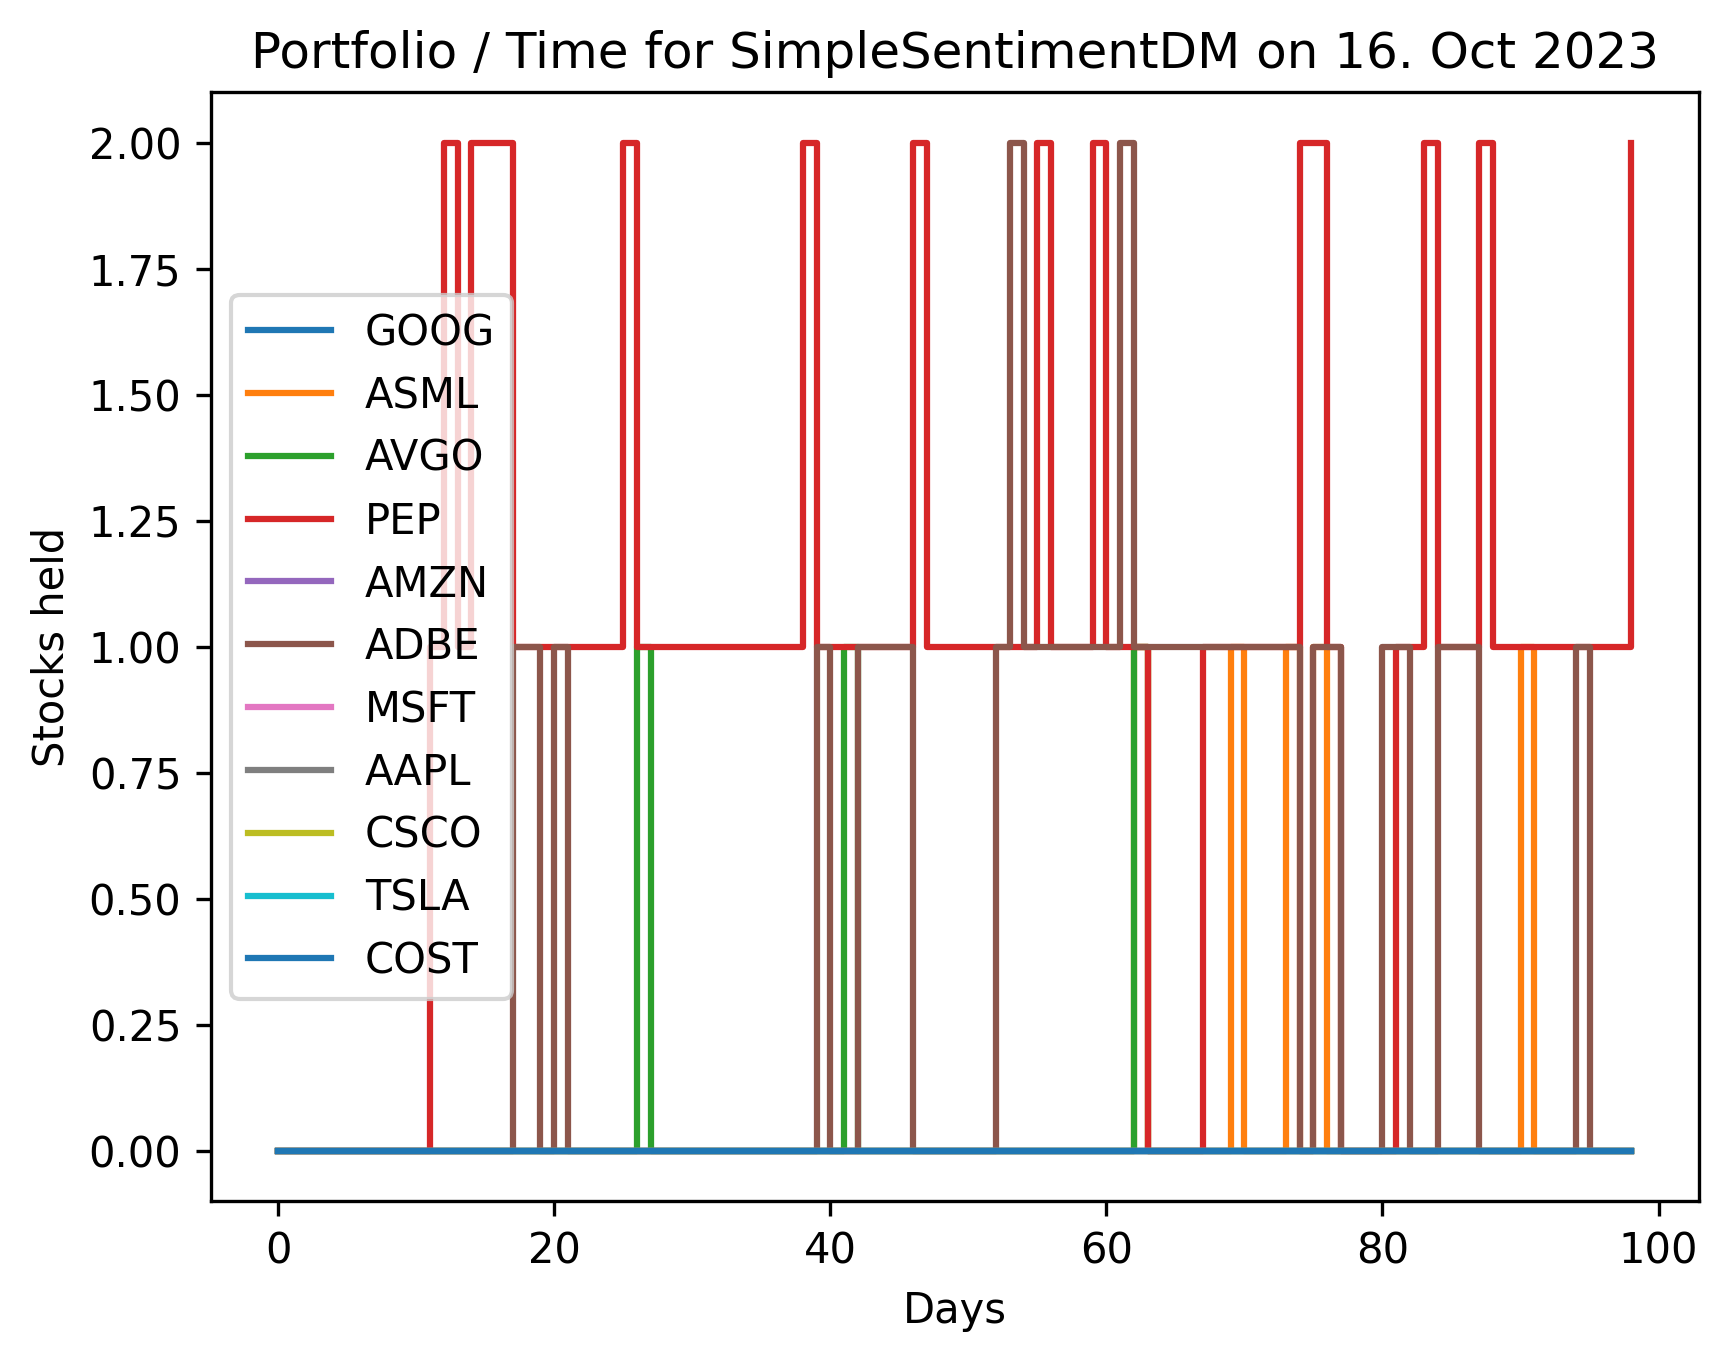 Portfolio / Time for SimpleSentimentDM on 16. Oct 2023
2.00
1.75
1.50
1.25
1.00
0.75
0.50
0.25
0.00
Stocks held
GOOG
ASML
AVGO
PEP
AMZN
ADBE
MSFT
AAPL
CSCO
TSLA
COST
0 20 40 60 80 100
Days